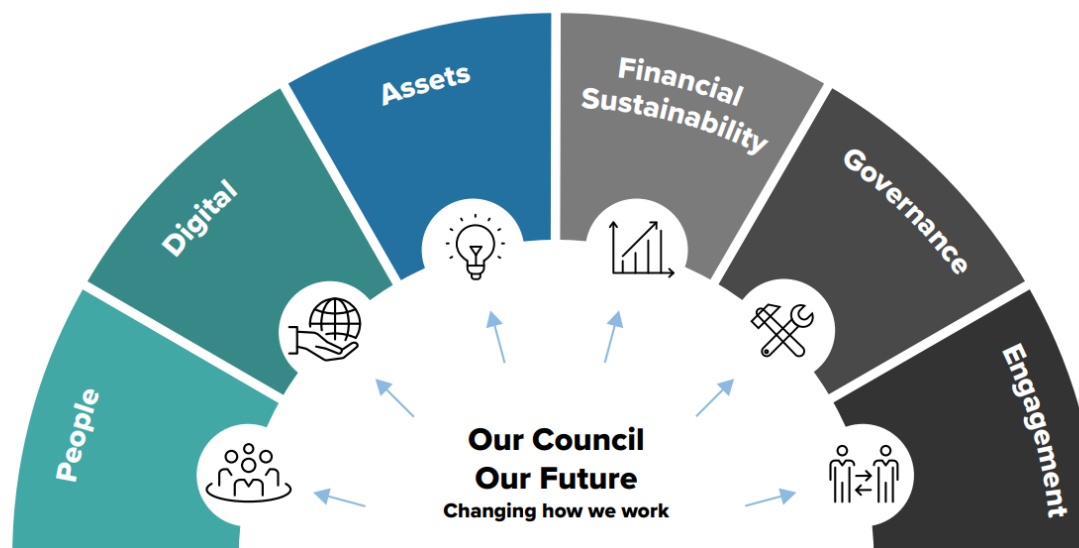 People
Digital
Assets
Financial
Sustainability
Governance
Engagement
Our Council
Our Future
Changing how we work